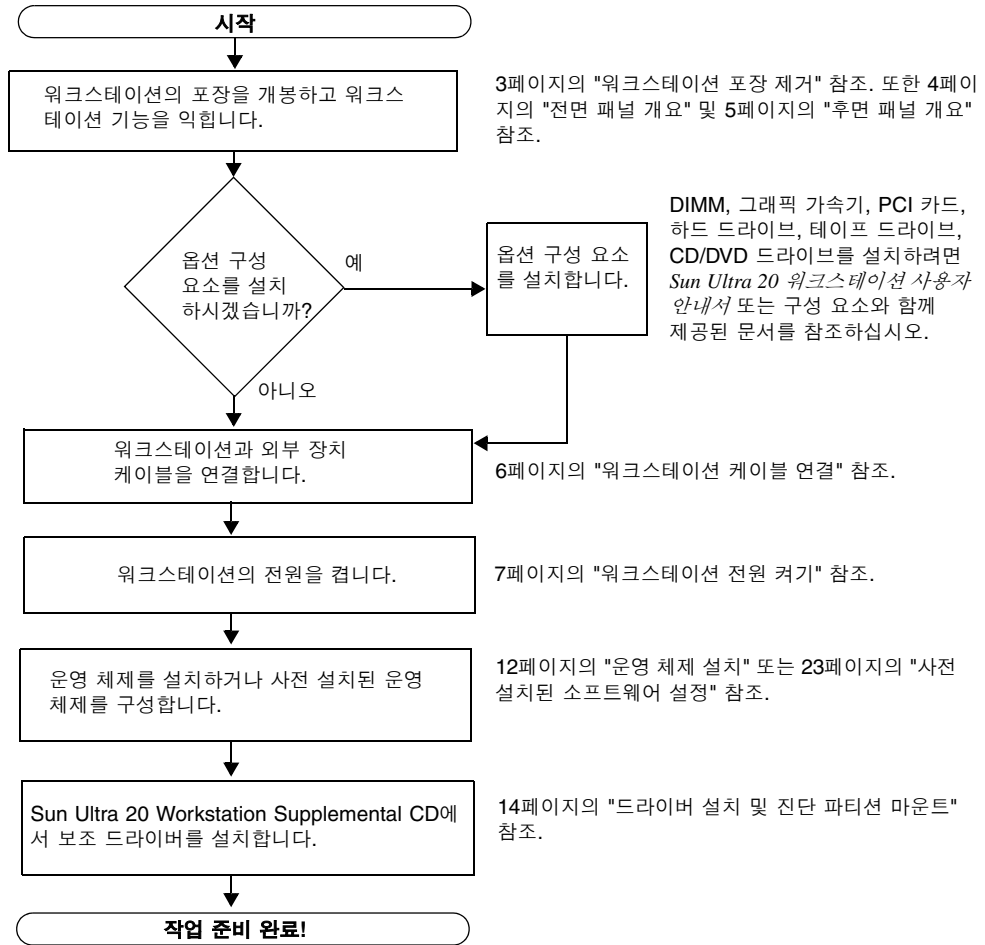 시작
워크스테이션의 포장을 개봉하고 워크스
테이션 기능을 익힙니다.
3페이지의 "워크스테이션 포장 제거" 참조. 또한 4페이
지의 "전면 패널 개요" 및 5페이지의 "후면 패널 개요"
참조.
옵션 구성
요소를 설치
하시겠습니까?
예
아니오
옵션 구성 요소
를 설치합니다.
DIMM, 그래픽 가속기, PCI 카드,
하드 드라이브, 테이프 드라이브,
CD/DVD 드라이브를 설치하려면
Sun Ultra 20 워크스테이션 사용자
안내서 또는 구성 요소와 함께
제공된 문서를 참조하십시오.
워크스테이션과 외부 장치
케이블을 연결합니다.
6페이지의 "워크스테이션 케이블 연결" 참조.
워크스테이션의 전원을 켭니다.
7페이지의 "워크스테이션 전원 켜기" 참조.
운영 체제를 설치하거나 사전 설치된 운영
체제를 구성합니다.
12페이지의 "운영 체제 설치" 또는 23페이지의 "사전
설치된 소프트웨어 설정" 참조.
Sun Ultra 20 Workstation Supplemental CD에
서 보조 드라이버를 설치합니다.
14페이지의 "드라이버 설치 및 진단 파티션 마운트"
참조.
작업 준비 완료!